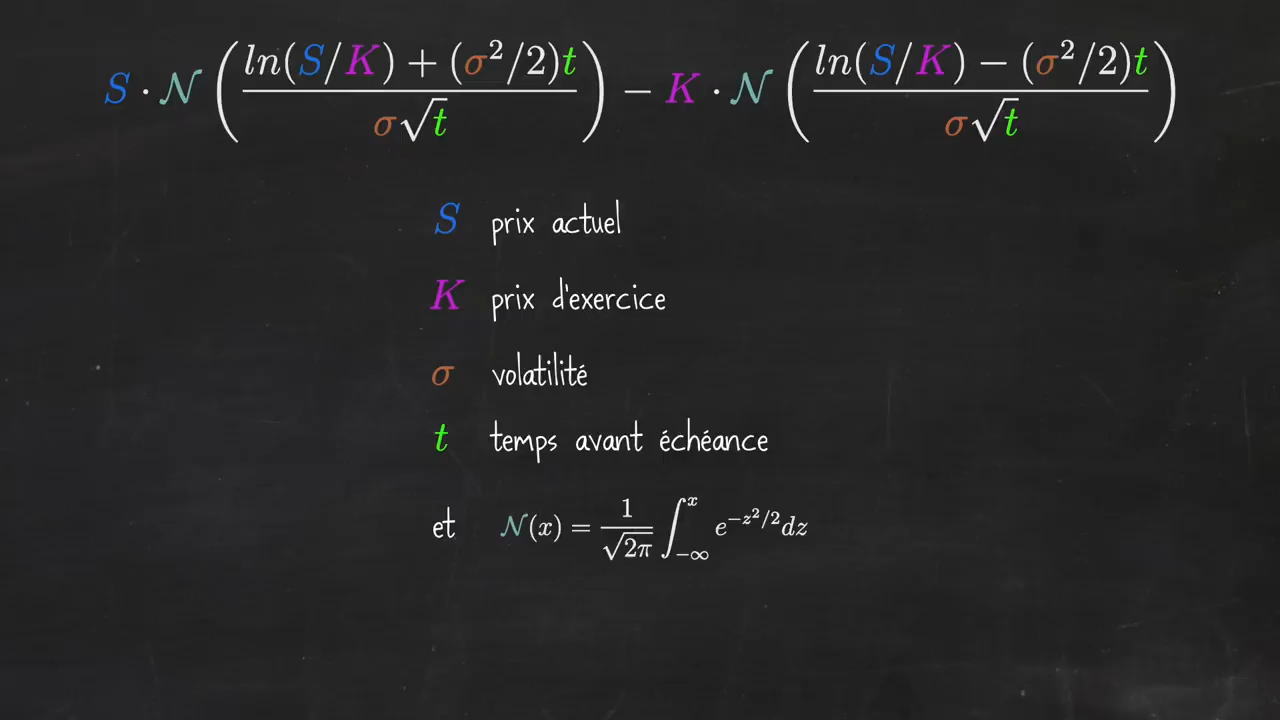 S · 𝒩 ( (ln(S/K) + (σ²/2)t) / (σ√t) ) − K · 𝒩 ( (ln(S/K) − (σ²/2)t) / (σ√t) )
S prix actuel
K prix d'exercice
σ volatilité
t temps avant échéance
et 𝒩(x) = 1/√(2π) ∫_{−∞}^{x} e^{−z²/2} dz